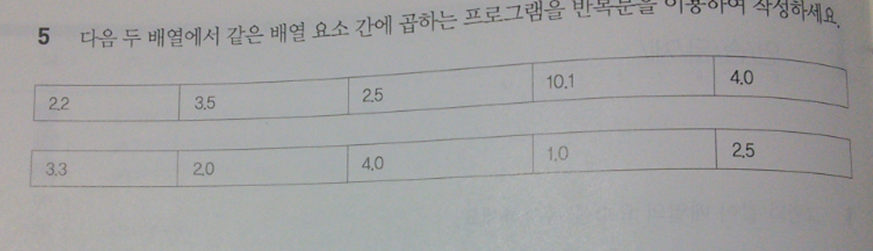 5 다음 두 배열에서 같은 배열 요소 간에 곱하는 프로그램을 반복문을 이용하여 작성하세요.
2.2 3.5 2.5 10.1 4.0
3.3 2.0 4.0 1.0 2.5